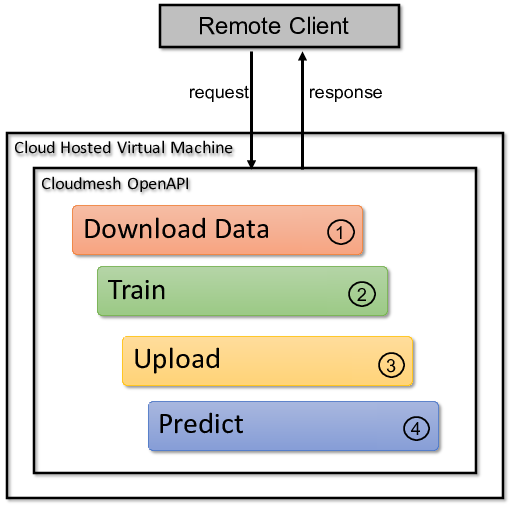 Remote Client
request
response
Cloud Hosted Virtual Machine
Cloudmesh OpenAPI
Download Data 1
Train 2
Upload 3
Predict 4